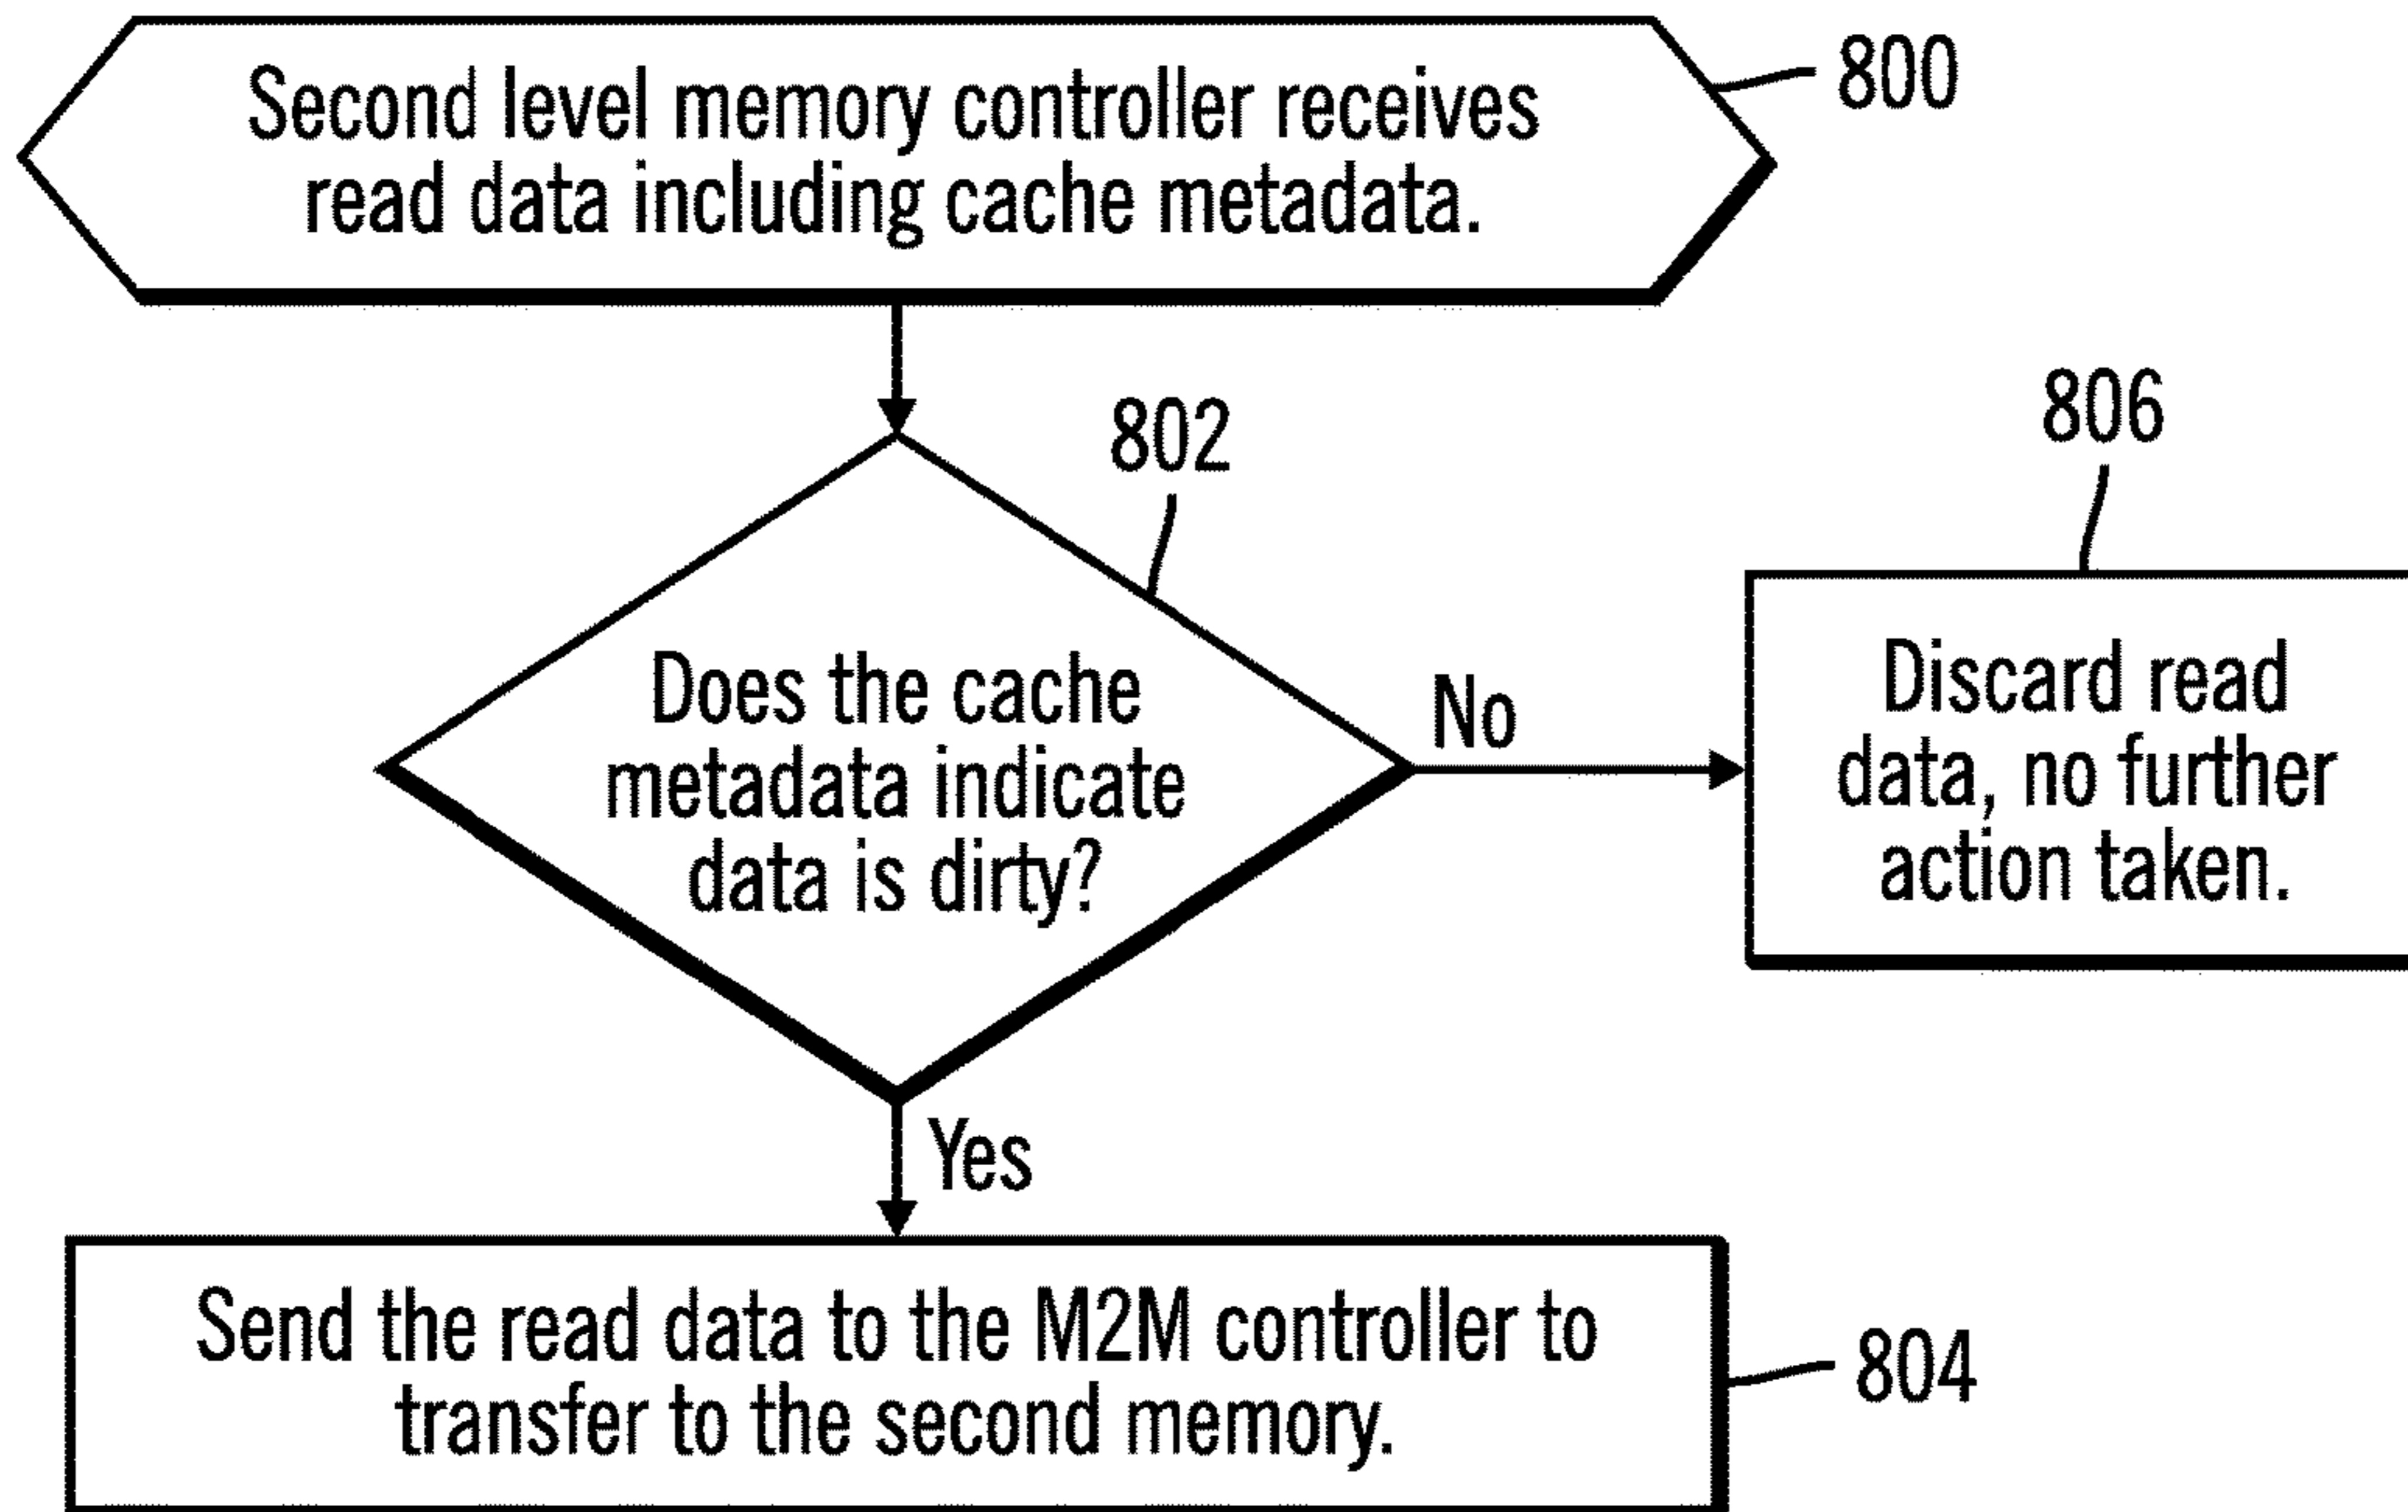 Second level memory controller receives
read data including cache metadata.
800
802
Does the cache
metadata indicate
data is dirty?
No
806
Discard read
data, no further
action taken.
Yes
Send the read data to the M2M controller to
transfer to the second memory.
804